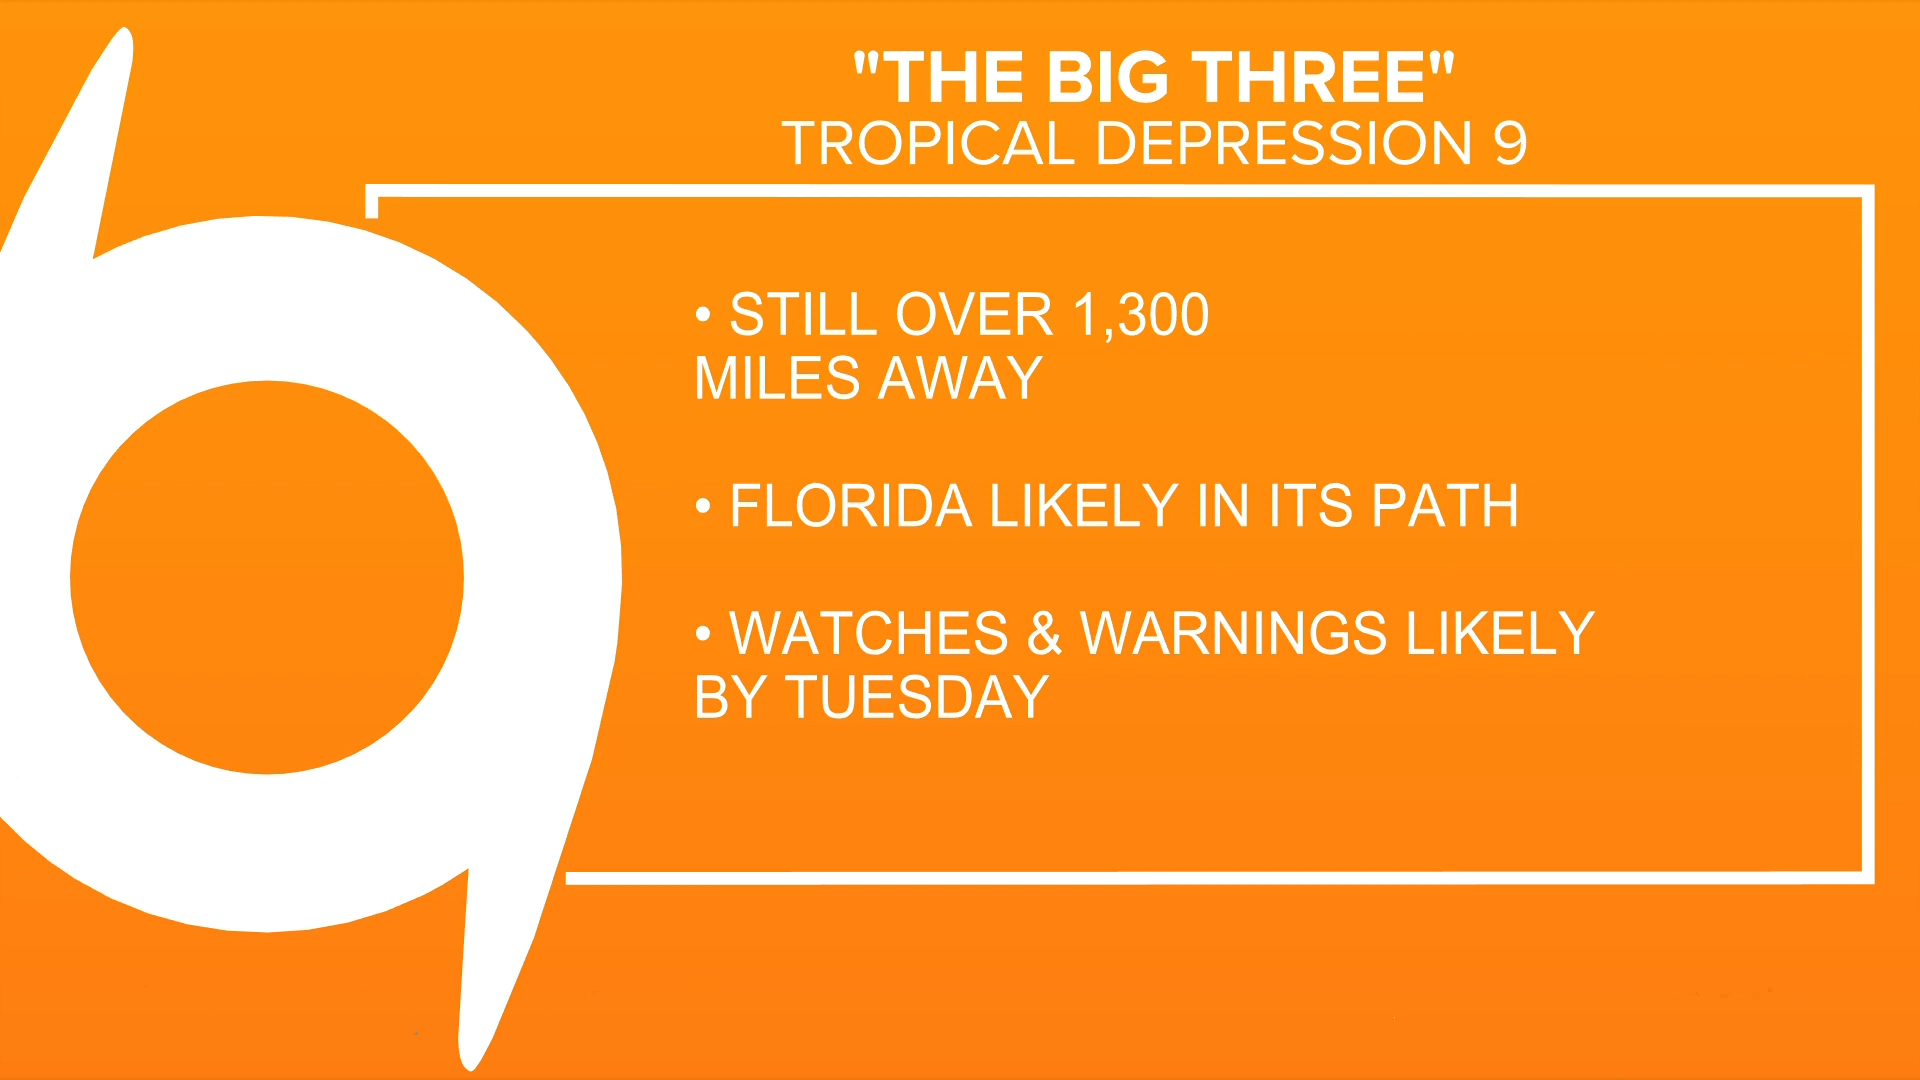 "THE BIG THREE"
TROPICAL DEPRESSION 9
• STILL OVER 1,300
MILES AWAY
• FLORIDA LIKELY IN ITS PATH
• WATCHES & WARNINGS LIKELY
BY TUESDAY